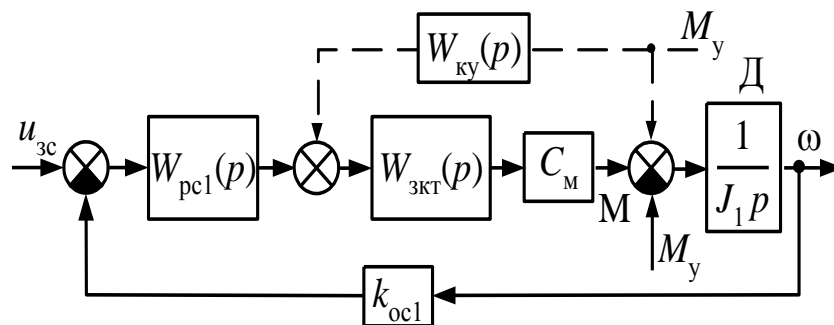 W_ку(p)
M_у
Д
u_зс
W_рс1(p)
W_зкт(p)
C_м
М
1
J_1 p
ω
M_у
k_ос1